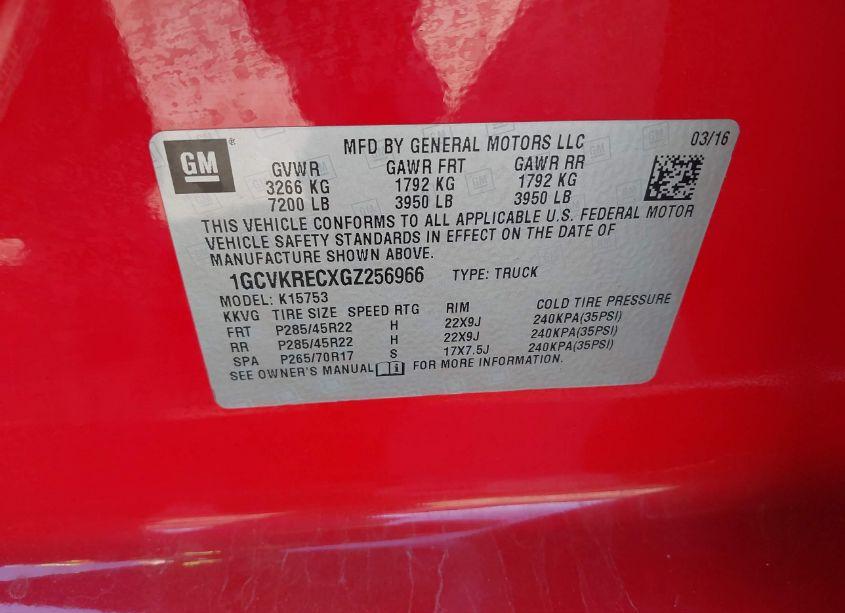 GM
MFD BY GENERAL MOTORS LLC 03/16
GVWR GAWR FRT GAWR RR
3266 KG 1792 KG 1792 KG
7200 LB 3950 LB 3950 LB
THIS VEHICLE CONFORMS TO ALL APPLICABLE U.S. FEDERAL MOTOR
VEHICLE SAFETY STANDARDS IN EFFECT ON THE DATE OF
MANUFACTURE SHOWN ABOVE.
1GCVKRECXGZ256966 TYPE: TRUCK
MODEL: K15753
KKVG TIRE SIZE SPEED RTG RIM COLD TIRE PRESSURE
FRT P285/45R22 H 22X9J 240KPA(35PSI)
RR P285/45R22 H 22X9J 240KPA(35PSI)
SPA P265/70R17 S 17X7.5J 240KPA(35PSI)
SEE OWNER'S MANUAL FOR MORE INFORMATION.